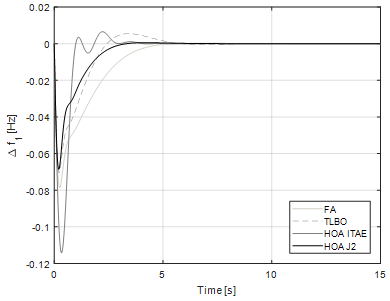 0.02
0
-0.02
-0.04
-0.06
-0.08
-0.1
-0.12
Δ f1 [Hz]
0 5 10 15
Time[s]
FA
TLBO
HOA ITAE
HOA J2